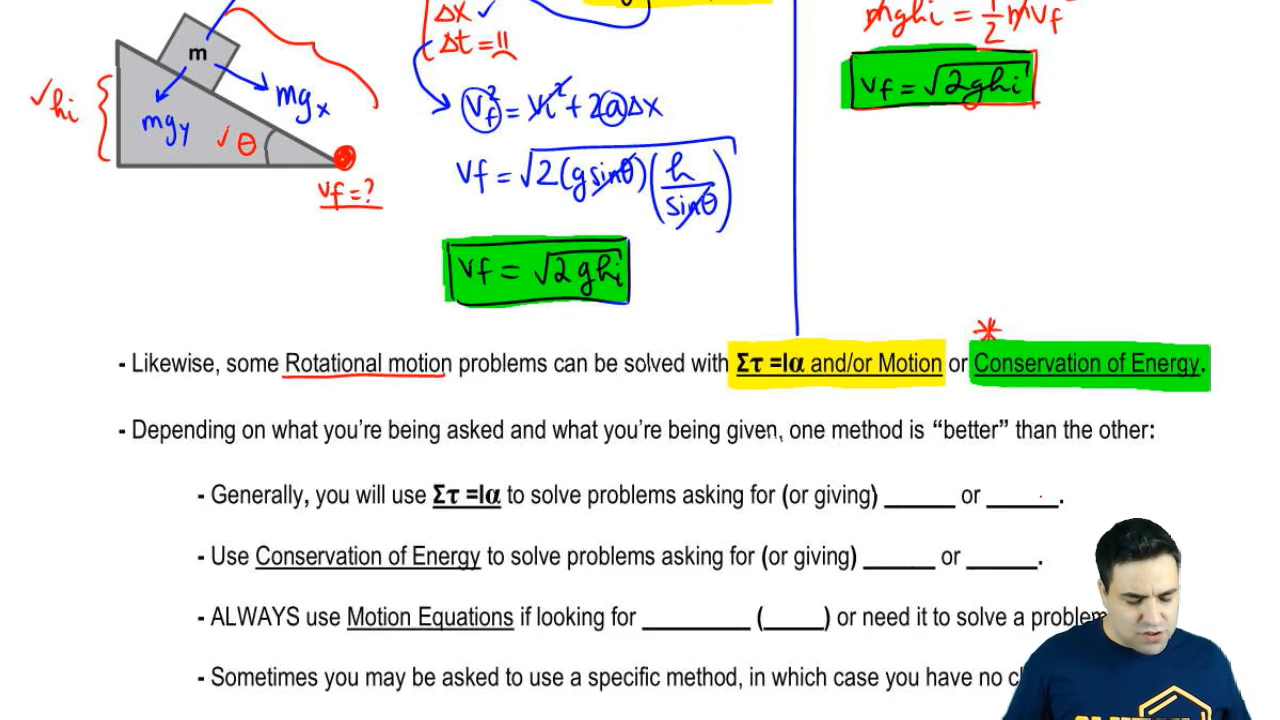 Δx ✓
mghi = 1/2 mvf
m
Δt = !!
vf = √2ghi
✓hi
mgx
vf² = vi² + 2aΔx
mgy
✓θ
vf = √2(gsinθ)(h/sinθ)
vf = ?
vf = √2ghi
*
- Likewise, some Rotational motion problems can be solved with Στ =Iα and/or Motion or Conservation of Energy.
- Depending on what you're being asked and what you're being given, one method is “better” than the other:
- Generally, you will use Στ =Iα to solve problems asking for (or giving) ______ or ______.
- Use Conservation of Energy to solve problems asking for (or giving) ______ or ______.
- ALWAYS use Motion Equations if looking for _________ (_____) or need it to solve a problem
- Sometimes you may be asked to use a specific method, in which case you have no